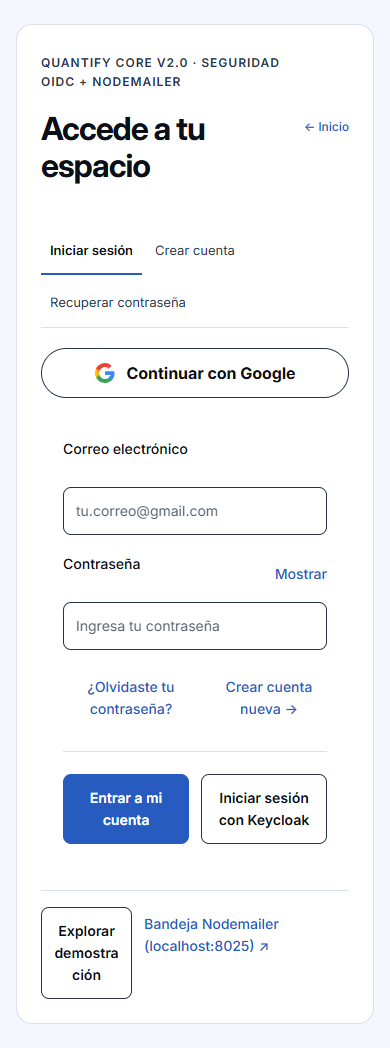 QUANTIFY CORE V2.0 · SEGURIDAD
OIDC + NODEMAILER
Accede a tu
espacio
← Inicio
Iniciar sesión
Crear cuenta
Recuperar contraseña
Continuar con Google
Correo electrónico
tu.correo@gmail.com
Contraseña
Mostrar
Ingresa tu contraseña
¿Olvidaste tu
contraseña?
Crear cuenta
nueva →
Entrar a mi
cuenta
Iniciar sesión
con Keycloak
Explorar
demostra
ción
Bandeja Nodemailer
(localhost:8025) ↗